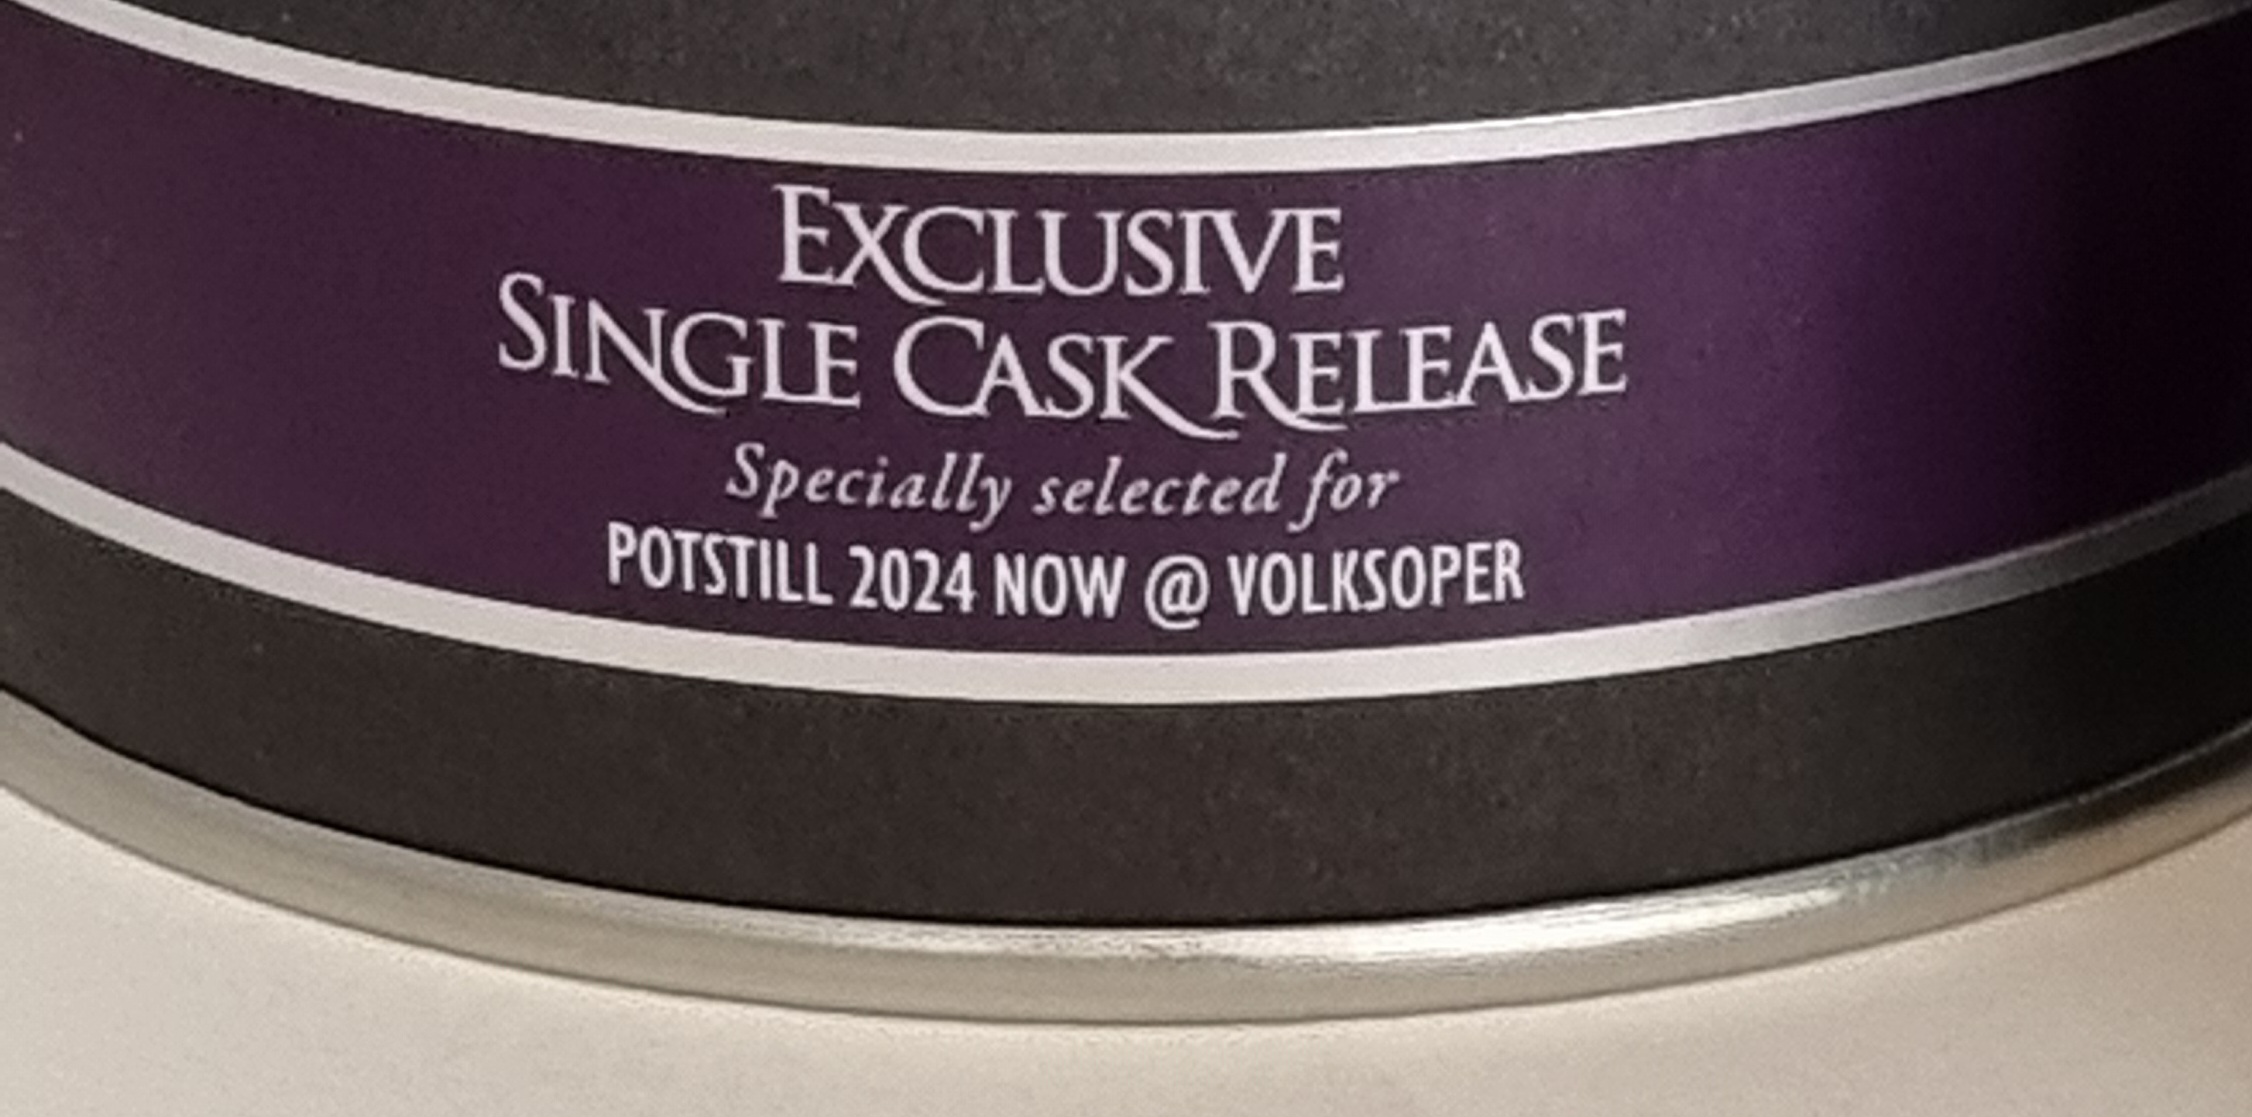 EXCLUSIVE
SINGLE CASK RELEASE
Specially selected for
POTSTILL 2024 NOW @ VOLKSOPER